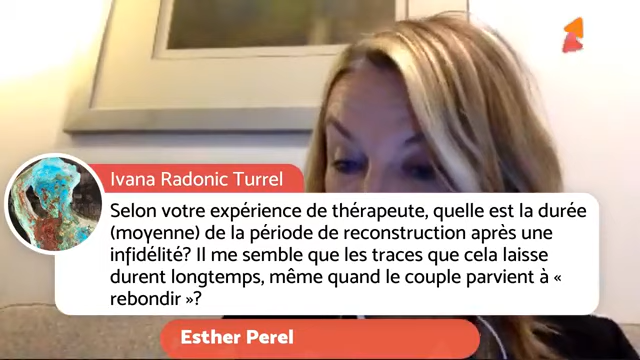 Ivana Radonic Turrel
Selon votre expérience de thérapeute, quelle est la durée
(moyenne) de la période de reconstruction après une
infidélité? Il me semble que les traces que cela laisse
durent longtemps, même quand le couple parvient à «
rebondir »?
Esther Perel